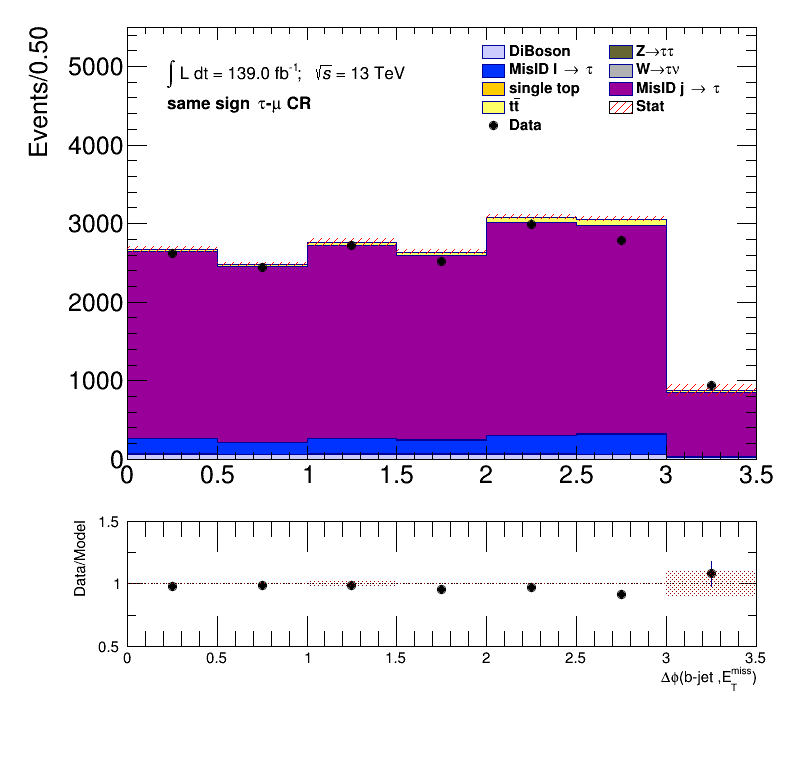 Events/0.50
5000
4000
3000
2000
1000
0
∫ L dt = 139.0 fb⁻¹; √s = 13 TeV
same sign τ-μ CR
DiBoson
MisID l → τ
single top
tt̄
Data
Z→ττ
W→τν
MisID j → τ
Stat
0 0.5 1 1.5 2 2.5 3 3.5
Data/Model
1.5
1
0.5
0 0.5 1 1.5 2 2.5 3 3.5
Δϕ(b-jet ,E_T^miss)